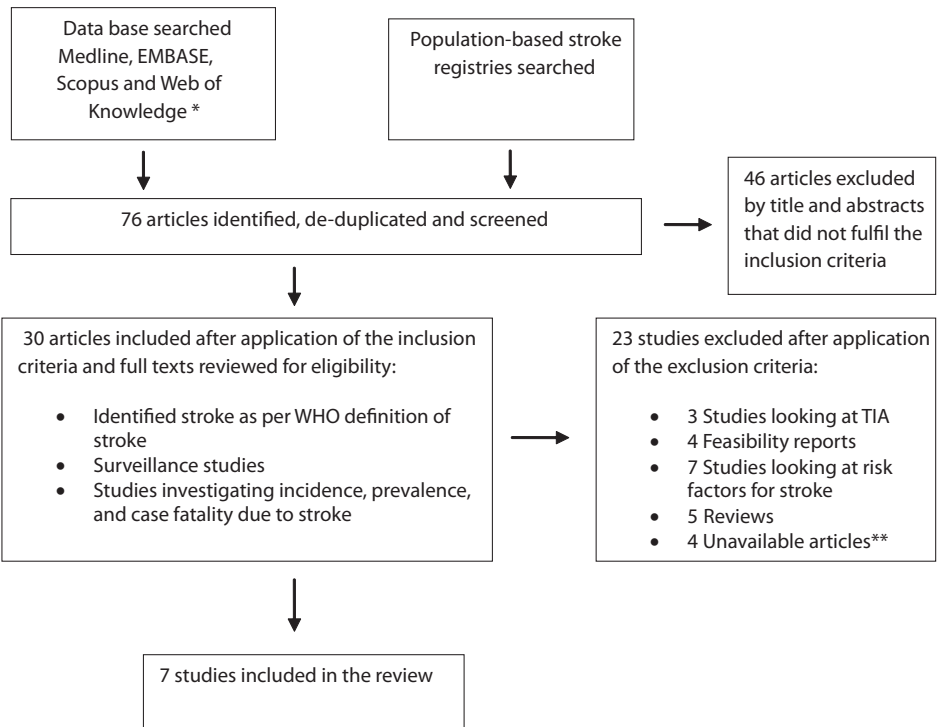 Data base searched
Medline, EMBASE,
Scopus and Web of
Knowledge *
Population-based stroke
registries searched
76 articles identified, de-duplicated and screened
46 articles excluded
by title and abstracts
that did not fulfil the
inclusion criteria
30 articles included after application of the inclusion
criteria and full texts reviewed for eligibility:
• Identified stroke as per WHO definition of
stroke
• Surveillance studies
• Studies investigating incidence, prevalence,
and case fatality due to stroke
23 studies excluded after application
of the exclusion criteria:
• 3 Studies looking at TIA
• 4 Feasibility reports
• 7 Studies looking at risk
factors for stroke
• 5 Reviews
• 4 Unavailable articles**
7 studies included in the review